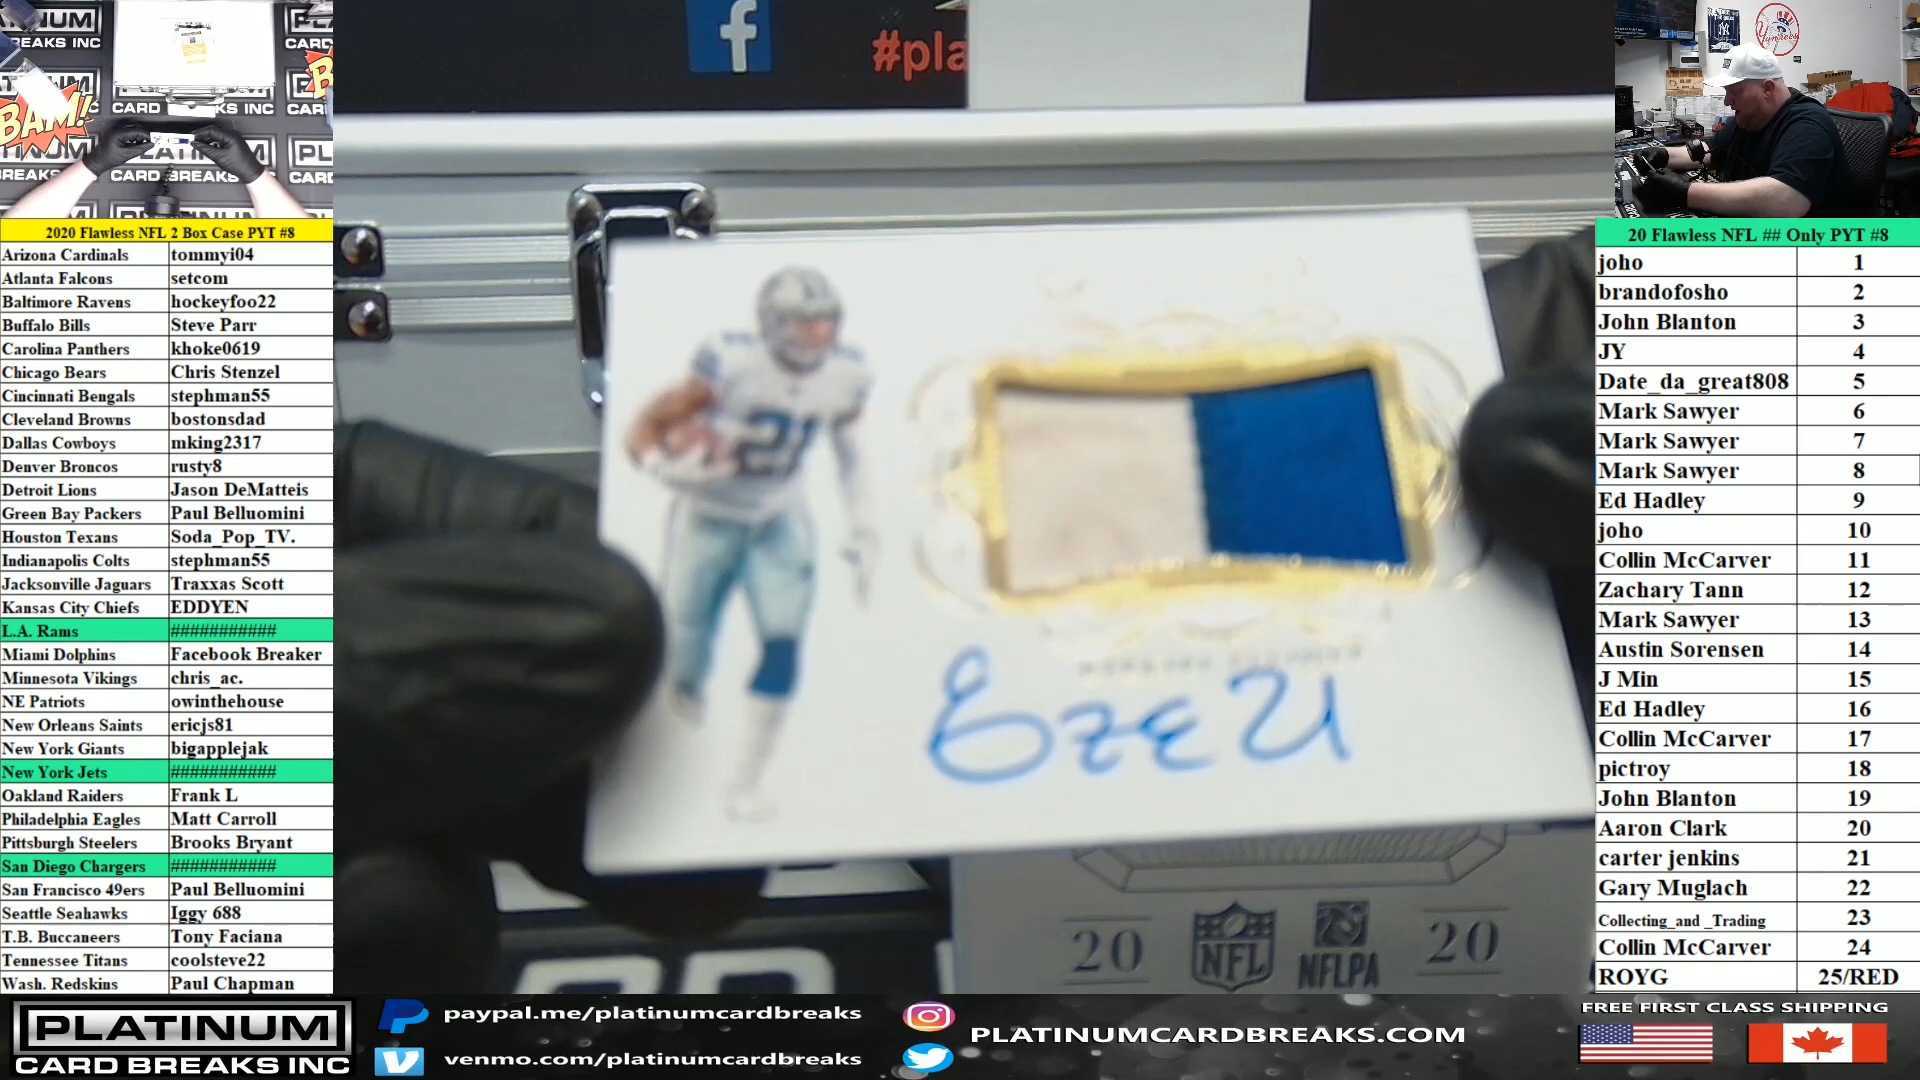 PLATINUM
CARD BREAKS INC
BAM!
f
#pla
Yankees
2020 Flawless NFL 2 Box Case PYT #8
Arizona Cardinals tommyi04
Atlanta Falcons setcom
Baltimore Ravens hockeyfoo22
Buffalo Bills Steve Parr
Carolina Panthers khoke0619
Chicago Bears Chris Stenzel
Cincinnati Bengals stephman55
Cleveland Browns bostonsdad
Dallas Cowboys mking2317
Denver Broncos rusty8
Detroit Lions Jason DeMatteis
Green Bay Packers Paul Belluomini
Houston Texans Soda_Pop_TV.
Indianapolis Colts stephman55
Jacksonville Jaguars Traxxas Scott
Kansas City Chiefs EDDYEN
L.A. Rams ###########
Miami Dolphins Facebook Breaker
Minnesota Vikings chris_ac.
NE Patriots owinthehouse
New Orleans Saints ericjs81
New York Giants bigapplejak
New York Jets ###########
Oakland Raiders Frank L
Philadelphia Eagles Matt Carroll
Pittsburgh Steelers Brooks Bryant
San Diego Chargers ###########
San Francisco 49ers Paul Belluomini
Seattle Seahawks Iggy 688
T.B. Buccaneers Tony Faciana
Tennessee Titans coolsteve22
Wash. Redskins Paul Chapman
21
Eze 21
20 NFL NFLPA 20
20 Flawless NFL ## Only PYT #8
joho 1
brandofosho 2
John Blanton 3
JY 4
Date_da_great808 5
Mark Sawyer 6
Mark Sawyer 7
Mark Sawyer 8
Ed Hadley 9
joho 10
Collin McCarver 11
Zachary Tann 12
Mark Sawyer 13
Austin Sorensen 14
J Min 15
Ed Hadley 16
Collin McCarver 17
pictroy 18
John Blanton 19
Aaron Clark 20
carter jenkins 21
Gary Muglach 22
Collecting_and _Trading 23
Collin McCarver 24
ROYG 25/RED
PLATINUM
CARD BREAKS INC
paypal.me/platinumcardbreaks
venmo.com/platinumcardbreaks
PLATINUMCARDBREAKS.COM
FREE FIRST CLASS SHIPPING